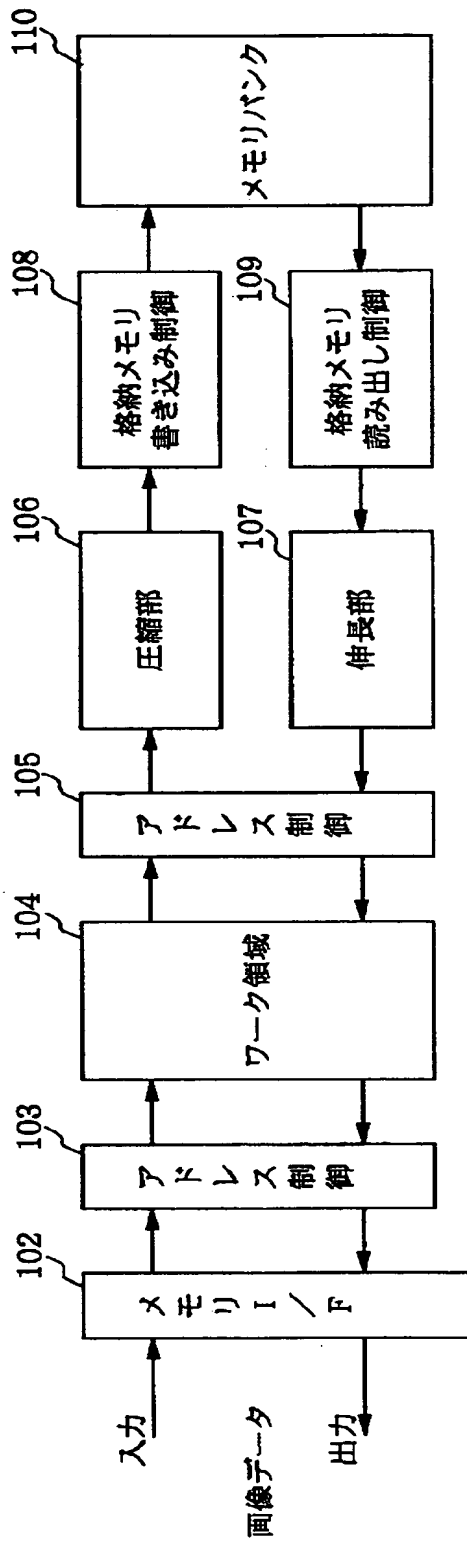 画像データ
入力
出力
102
メモリI/F
103
アドレス制御
104
ワーク領域
105
アドレス制御
106
圧縮部
107
伸長部
108
格納メモリ
書き込み制御
109
格納メモリ
読み出し制御
110
メモリバンク